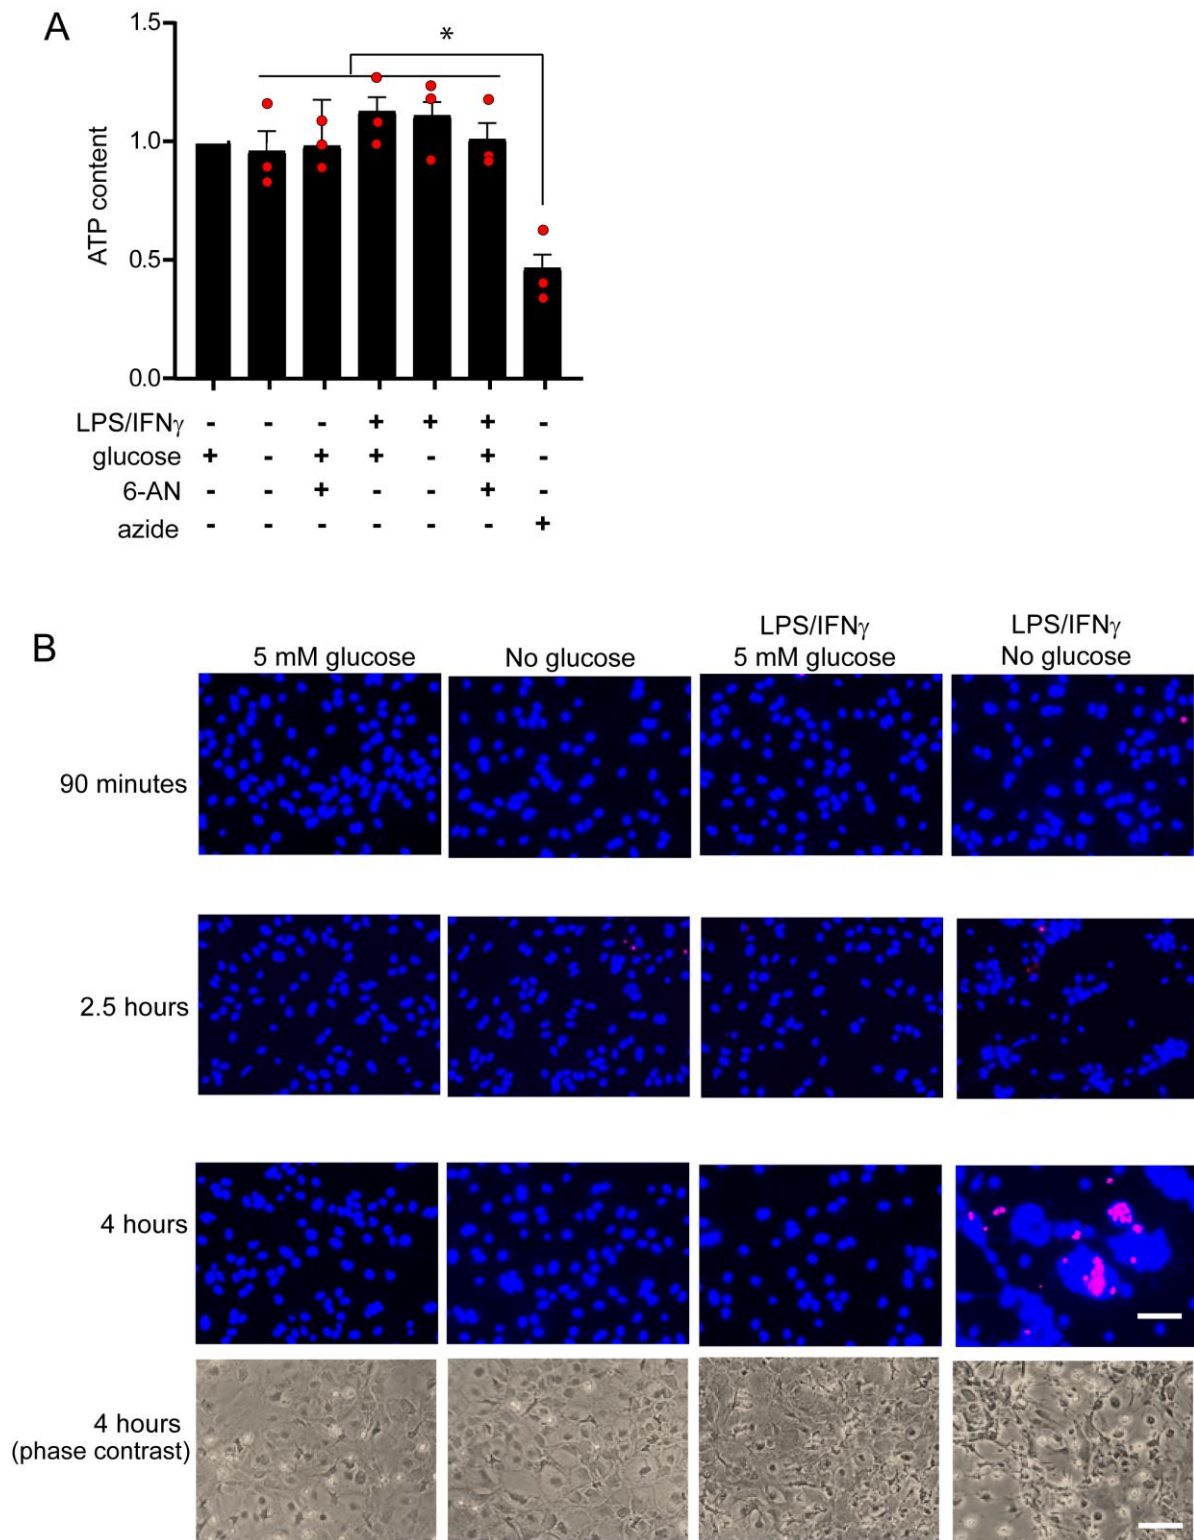 A
1.5
*
1.0
ATP content
0.5
0.0
LPS/IFNγ - - - + + + -
glucose + - + + - + -
6-AN - - + - - + -
azide - - - - - - +
B
LPS/IFNγ LPS/IFNγ
5 mM glucose No glucose 5 mM glucose No glucose
90 minutes
2.5 hours
4 hours
4 hours
(phase contrast)